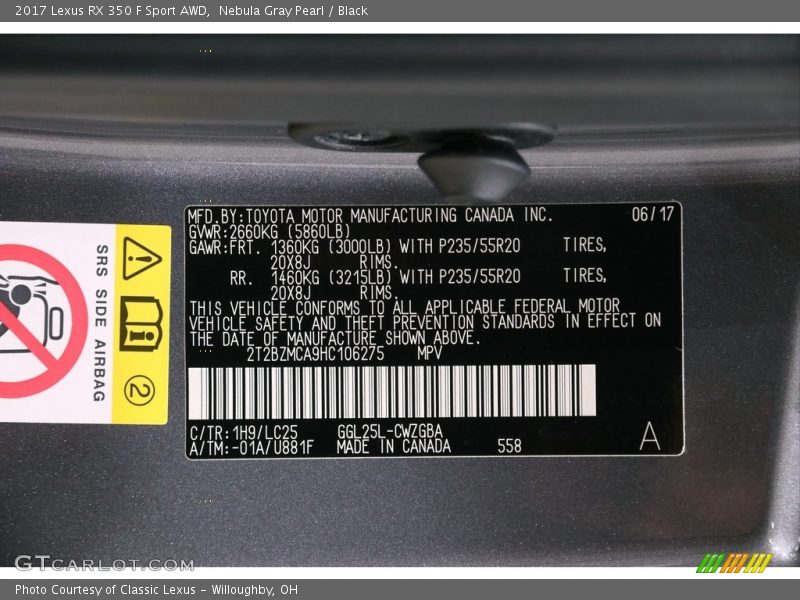 2017 Lexus RX 350 F Sport AWD,  Nebula Gray Pearl / Black
MFD.BY:TOYOTA MOTOR MANUFACTURING CANADA INC. 06/17
GVWR:2660KG (5860LB)
GAWR:FRT. 1360KG (3000LB) WITH P235/55R20 TIRES,
20X8J RIMS.
RR. 1460KG (3215LB) WITH P235/55R20 TIRES,
20X8J RIMS.
THIS VEHICLE CONFORMS TO ALL APPLICABLE FEDERAL MOTOR
VEHICLE SAFETY AND THEFT PREVENTION STANDARDS IN EFFECT ON
THE DATE OF MANUFACTURE SHOWN ABOVE.
2T2BZMCA9HC106275 MPV
C/TR:1H9/LC25 GGL25L-CWZGBA
A/TM:-01A/U881F MADE IN CANADA 558 A
SRS SIDE AIRBAG
2
GTCARLOT.COM
Photo Courtesy of Classic Lexus - Willoughby, OH